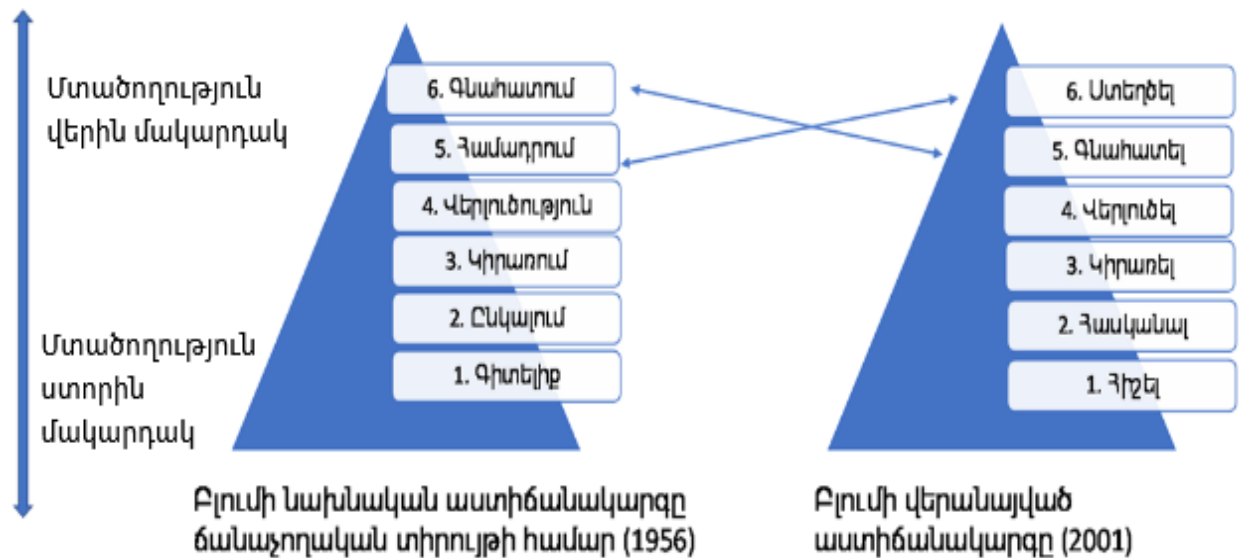 Մտածողություն
վերին մակարդակ
Մտածողություն
ստորին
մակարդակ
6. Գնահատում
5. Համադրում
4. Վերլուծություն
3. Կիրառում
2. Ընկալում
1. Գիտելիք
Բլումի նախնական աստիճանակարգը
ճանաչողական տիրույթի համար (1956)
6. Ստեղծել
5. Գնահատել
4. Վերլուծել
3. Կիրառել
2. Հասկանալ
1. Հիշել
Բլումի վերանայված
աստիճանակարգը (2001)